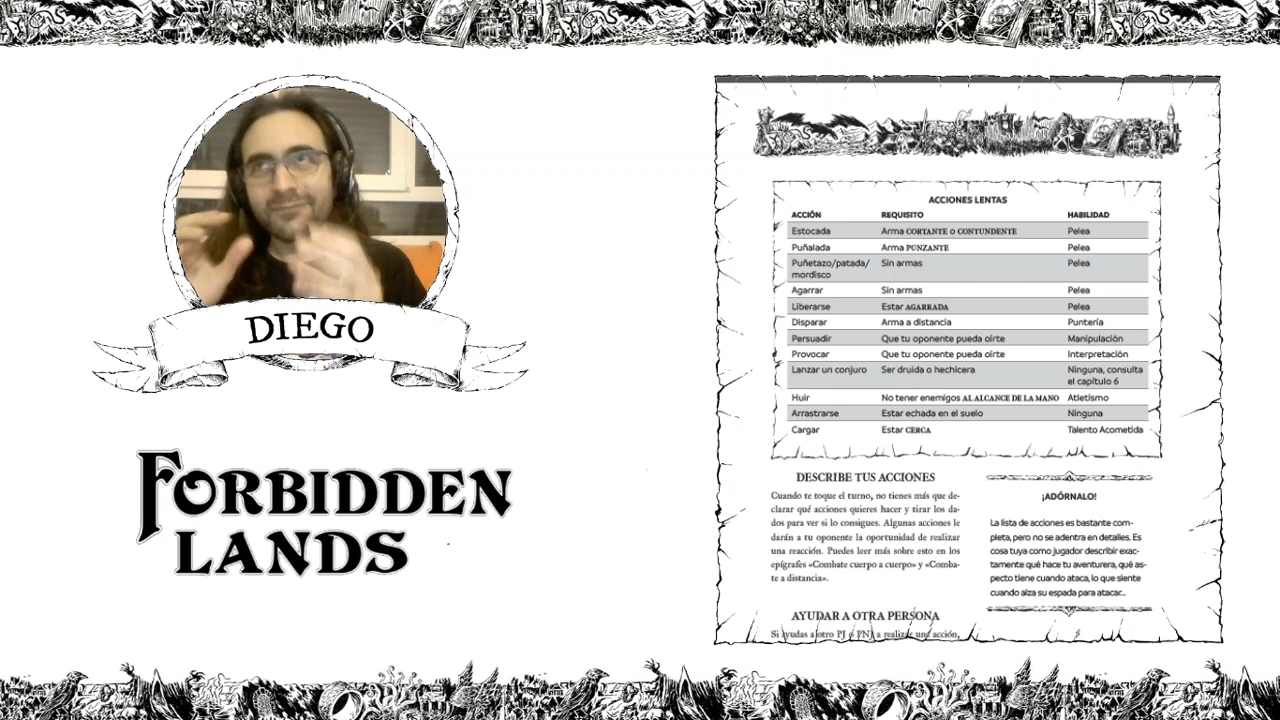 DIEGO
FORBIDDEN
LANDS
ACCIONES LENTAS
ACCIÓN REQUISITO HABILIDAD
Estocada Arma CORTANTE O CONTUNDENTE Pelea
Puñalada Arma PUNZANTE Pelea
Puñetazo/patada/ Sin armas Pelea
mordisco
Agarrar Sin armas Pelea
Liberarse Estar AGARRADA Pelea
Disparar Arma a distancia Puntería
Persuadir Que tu oponente pueda oírte Manipulación
Provocar Que tu oponente pueda oírte Interpretación
Lanzar un conjuro Ser druida o hechicera Ninguna, consulta
el capítulo 6
Huir No tener enemigos AL ALCANCE DE LA MANO Atletismo
Arrastrarse Estar echada en el suelo Ninguna
Cargar Estar CERCA Talento Acometida
DESCRIBE TUS ACCIONES
Cuando te toque el turno, no tienes más que de-
clarar qué acciones quieres hacer y tirar los da-
dos para ver si lo consigues. Algunas acciones le
darán a tu oponente la oportunidad de realizar
una reacción. Puedes leer más sobre esto en los
epígrafes «Combate cuerpo a cuerpo» y «Comba-
te a distancia».
AYUDAR A OTRA PERSONA
Si ayudas a otro PJ o PNJ a realizar una acción,
¡ADÓRNALO!
La lista de acciones es bastante com-
pleta, pero no se adentra en detalles. Es
cosa tuya como jugador describir exac-
tamente qué hace tu aventurera, qué as-
pecto tiene cuando ataca, lo que siente
cuando alza su espada para atacar...